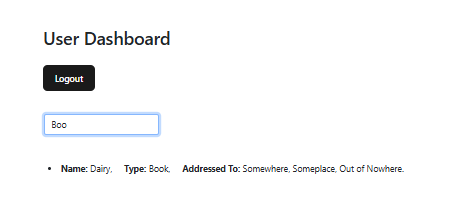 User Dashboard
Logout
Boo
• Name: Dairy, Type: Book, Addressed To: Somewhere, Someplace, Out of Nowhere.